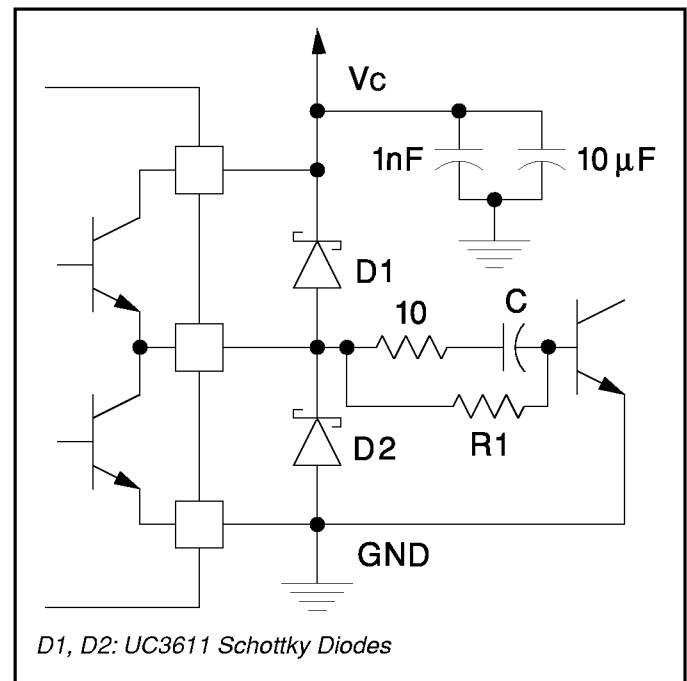 Vc
1nF
10 μF
D1
10
C
R1
D2
GND
D1, D2: UC3611 Schottky Diodes